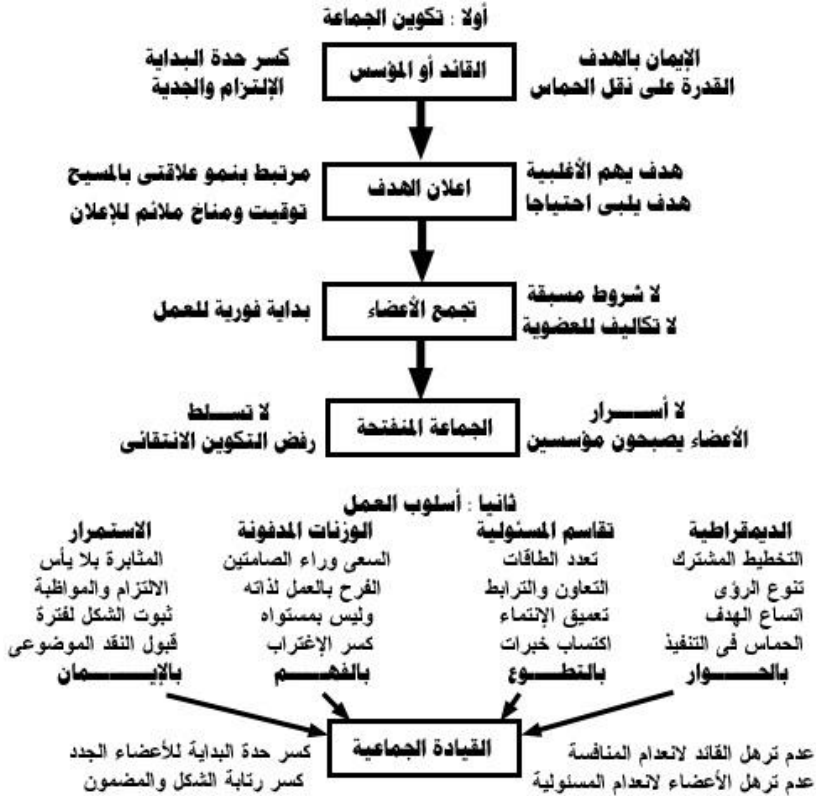 أولا : تكوين الجماعة
الإيمان بالهدف
القدرة على نقل الحماس
القائد أو المؤسس
كسر حدة البداية
الإلتزام والجدية
هدف يهم الأغلبية
هدف يلبى احتياجا
اعلان الهدف
مرتبط بنمو علاقتى بالمسيح
توقيت ومناخ ملائم للإعلان
لا شروط مسبقة
لا تكاليف للعضوية
تجمع الأعضاء
بداية فورية للعمل
لا أســـــرار
الأعضاء يصبحون مؤسسين
الجماعة المنفتحة
لا تســـلط
رفض التكوين الانتقائى
ثانيا : أسلوب العمل
الديمقراطية
التخطيط المشترك
تنوع الرؤى
اتساع الهدف
الحماس فى التنفيذ
بالحـــــوار
تقاسم المسئولية
تعدد الطاقات
التعاون والترابط
تعميق الإنتماء
اكتساب خبرات
بالتطـــوع
الوزنات المدفونة
السعى وراء الصامتين
الفرح بالعمل لذاته
وليس بمستواه
كسر الإغتراب
بالفهـــــم
الاستمرار
المثابرة بلا يأس
الالتزام والمواظبة
ثبوت الشكل لفترة
قبول النقد الموضوعى
بالإيـــــــمان
القيادة الجماعية
عدم ترهل القائد لانعدام المنافسة
عدم ترهل الأعضاء لانعدام المسئولية
كسر حدة البداية للأعضاء الجدد
كسر رتابة الشكل والمضمون